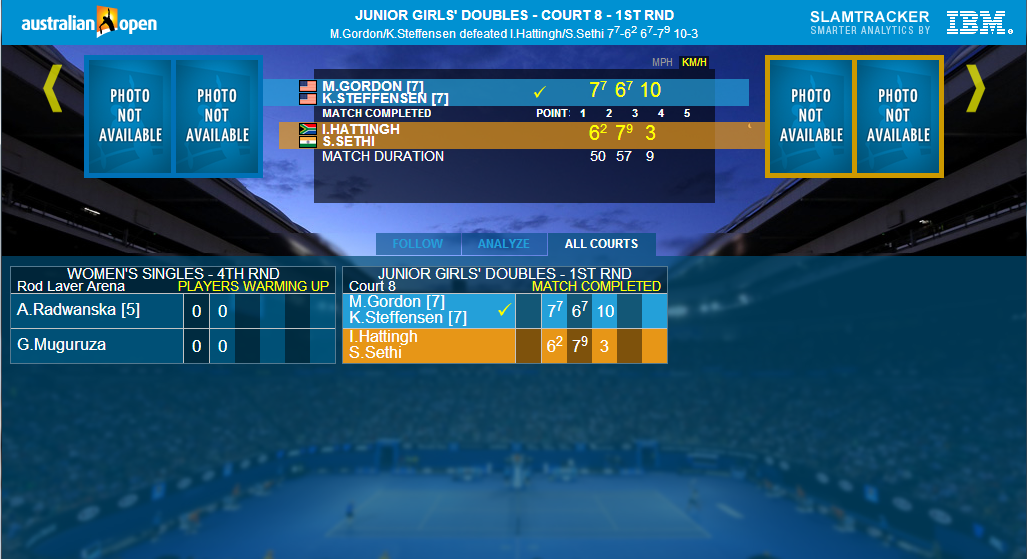 australian open
JUNIOR GIRLS' DOUBLES - COURT 8 - 1ST RND
M.Gordon/K.Steffensen defeated I.Hattingh/S.Sethi 7⁷-6² 6⁷-7⁹ 10-3
SLAMTRACKER
SMARTER ANALYTICS BY IBM
MPH KM/H
PHOTO NOT AVAILABLE
PHOTO NOT AVAILABLE
M.GORDON [7]
K.STEFFENSEN [7]
✓ 7⁷ 6⁷ 10
MATCH COMPLETED POINT: 1 2 3 4 5
I.HATTINGH
S.SETHI
6² 7⁹ 3
MATCH DURATION 50 57 9
PHOTO NOT AVAILABLE
PHOTO NOT AVAILABLE
FOLLOW ANALYZE ALL COURTS
WOMEN'S SINGLES - 4TH RND
Rod Laver Arena PLAYERS WARMING UP
A.Radwanska [5] 0 0
G.Muguruza 0 0
JUNIOR GIRLS' DOUBLES - 1ST RND
Court 8 MATCH COMPLETED
M.Gordon [7]
K.Steffensen [7]
✓ 7⁷ 6⁷ 10
I.Hattingh
S.Sethi
6² 7⁹ 3